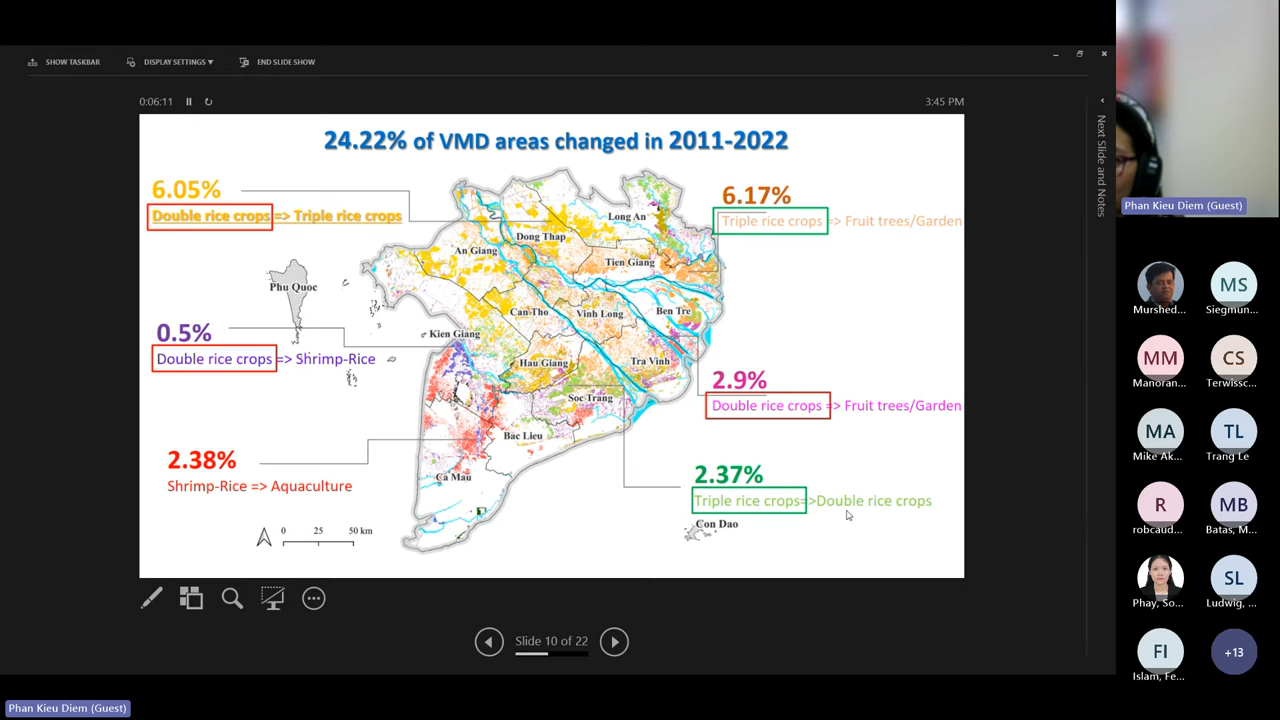 SHOW TASKBAR
DISPLAY SETTINGS
END SLIDE SHOW
0:06:11
3:45 PM
24.22% of VMD areas changed in 2011-2022
6.05%
Double rice crops => Triple rice crops
6.17%
Triple rice crops => Fruit trees/Garden
Long An
Dong Thap
An Giang
Tien Giang
Phu Quoc
Can Tho
Vinh Long
Ben Tre
Kien Giang
0.5%
Double rice crops => Shrimp-Rice
Hau Giang
Tra Vinh
2.9%
Double rice crops => Fruit trees/Garden
Soc Trang
Bac Lieu
2.38%
Shrimp-Rice => Aquaculture
Ca Mau
2.37%
Triple rice crops=>Double rice crops
Con Dao
0 25 50 km
Slide 10 of 22
Next Slide and Notes
Phan Kieu Diem (Guest)
Murshed...
MS
Siegmun...
MM
Manoran...
CS
Terwissc...
MA
Mike Ak...
TL
Trang Le
R
robcaud...
MB
Batas, M...
Phay, So...
SL
Ludwig, ...
FI
Islam, Fe...
+13
Phan Kieu Diem (Guest)